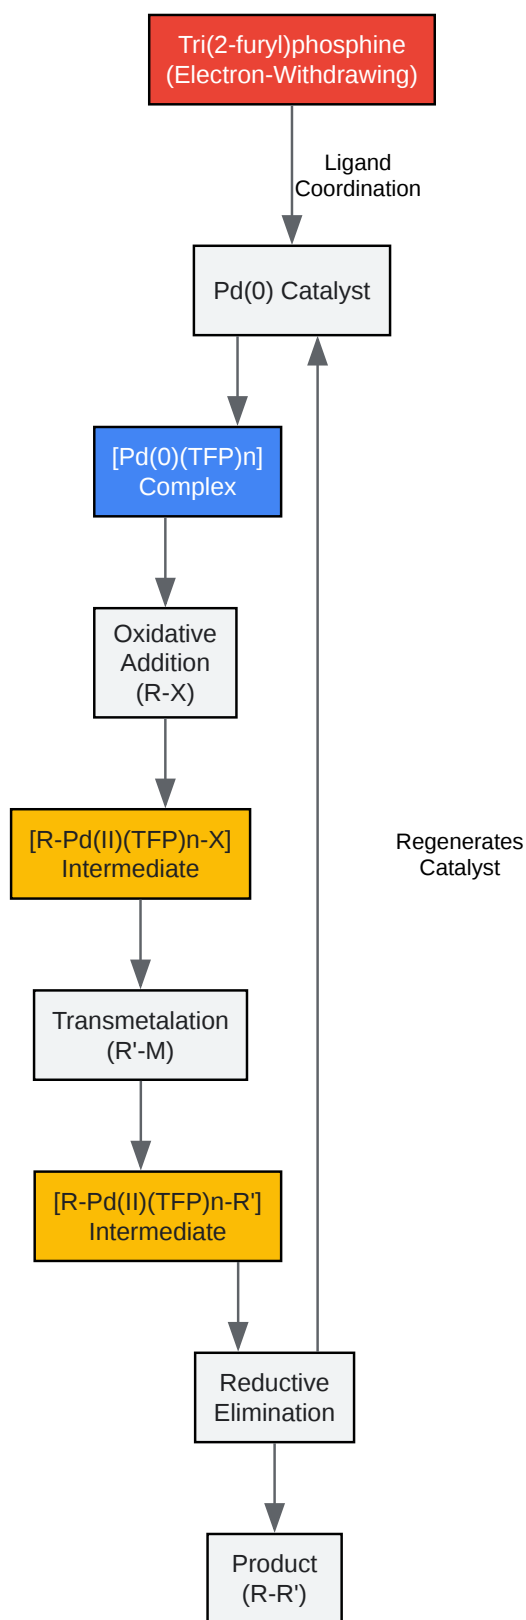 Tri(2-furyl)phosphine
(Electron-Withdrawing)
Ligand
Coordination
Pd(0) Catalyst
[Pd(0)(TFP)n]
Complex
Oxidative
Addition
(R-X)
[R-Pd(II)(TFP)n-X]
Intermediate
Regenerates
Catalyst
Transmetalation
(R'-M)
[R-Pd(II)(TFP)n-R']
Intermediate
Reductive
Elimination
Product
(R-R')